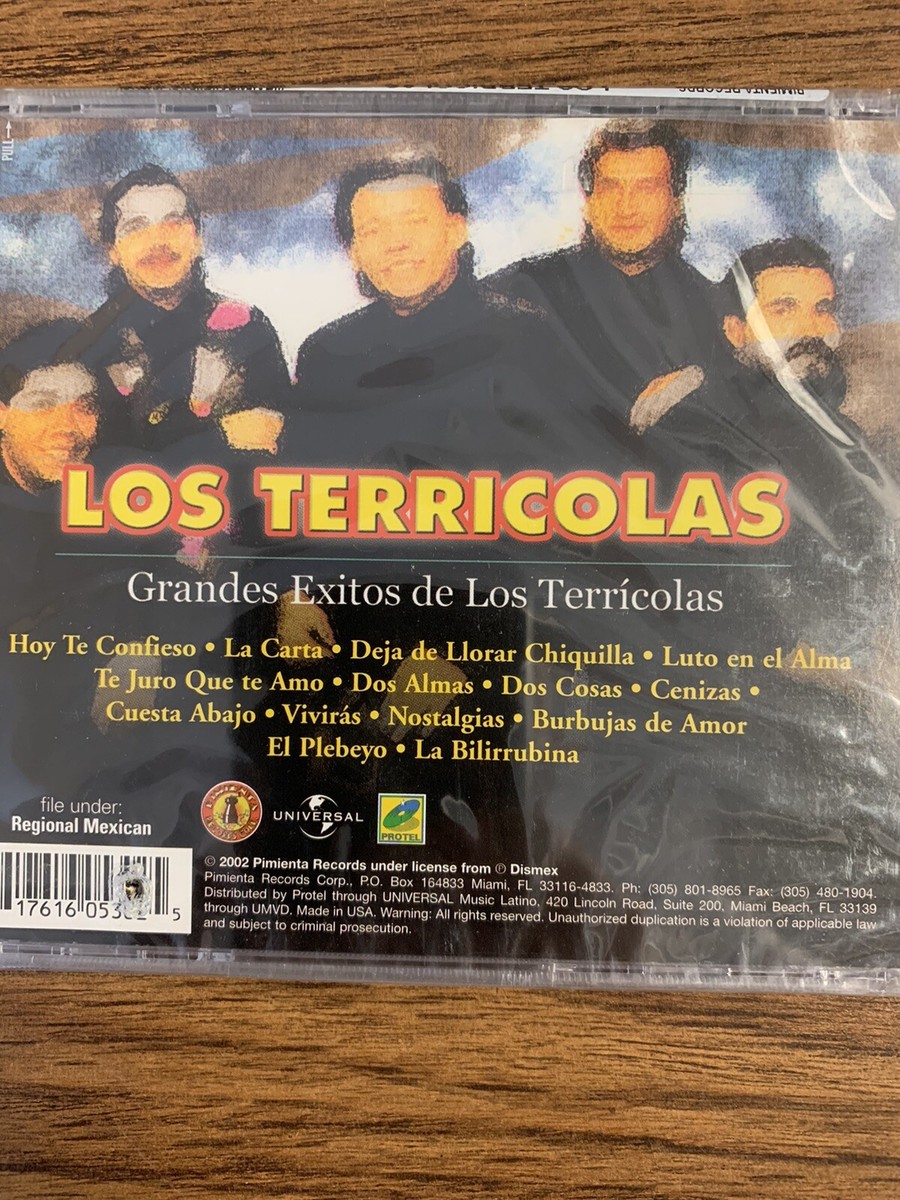 PIMIENTA RECORDS
PULL→
LOS TERRICOLAS
Grandes Exitos de Los Terrícolas
Hoy Te Confieso • La Carta • Deja de Llorar Chiquilla • Luto en el Alma
Te Juro Que te Amo • Dos Almas • Dos Cosas • Cenizas •
Cuesta Abajo • Vivirás • Nostalgias • Burbujas de Amor
El Plebeyo • La Bilirrubina
file under:
Regional Mexican
PIMIENTA
UNIVERSAL
PROTEL
© 2002 Pimienta Records under license from ℗ Dismex
Pimienta Records Corp., P.O. Box 164833 Miami, FL 33116-4833. Ph: (305) 801-8965 Fax: (305) 480-1904.
Distributed by Protel through UNIVERSAL Music Latino, 420 Lincoln Road, Suite 200, Miami Beach, FL 33139
through UMVD. Made in USA. Warning: All rights reserved. Unauthorized duplication is a violation of applicable law
and subject to criminal prosecution.
17616 5